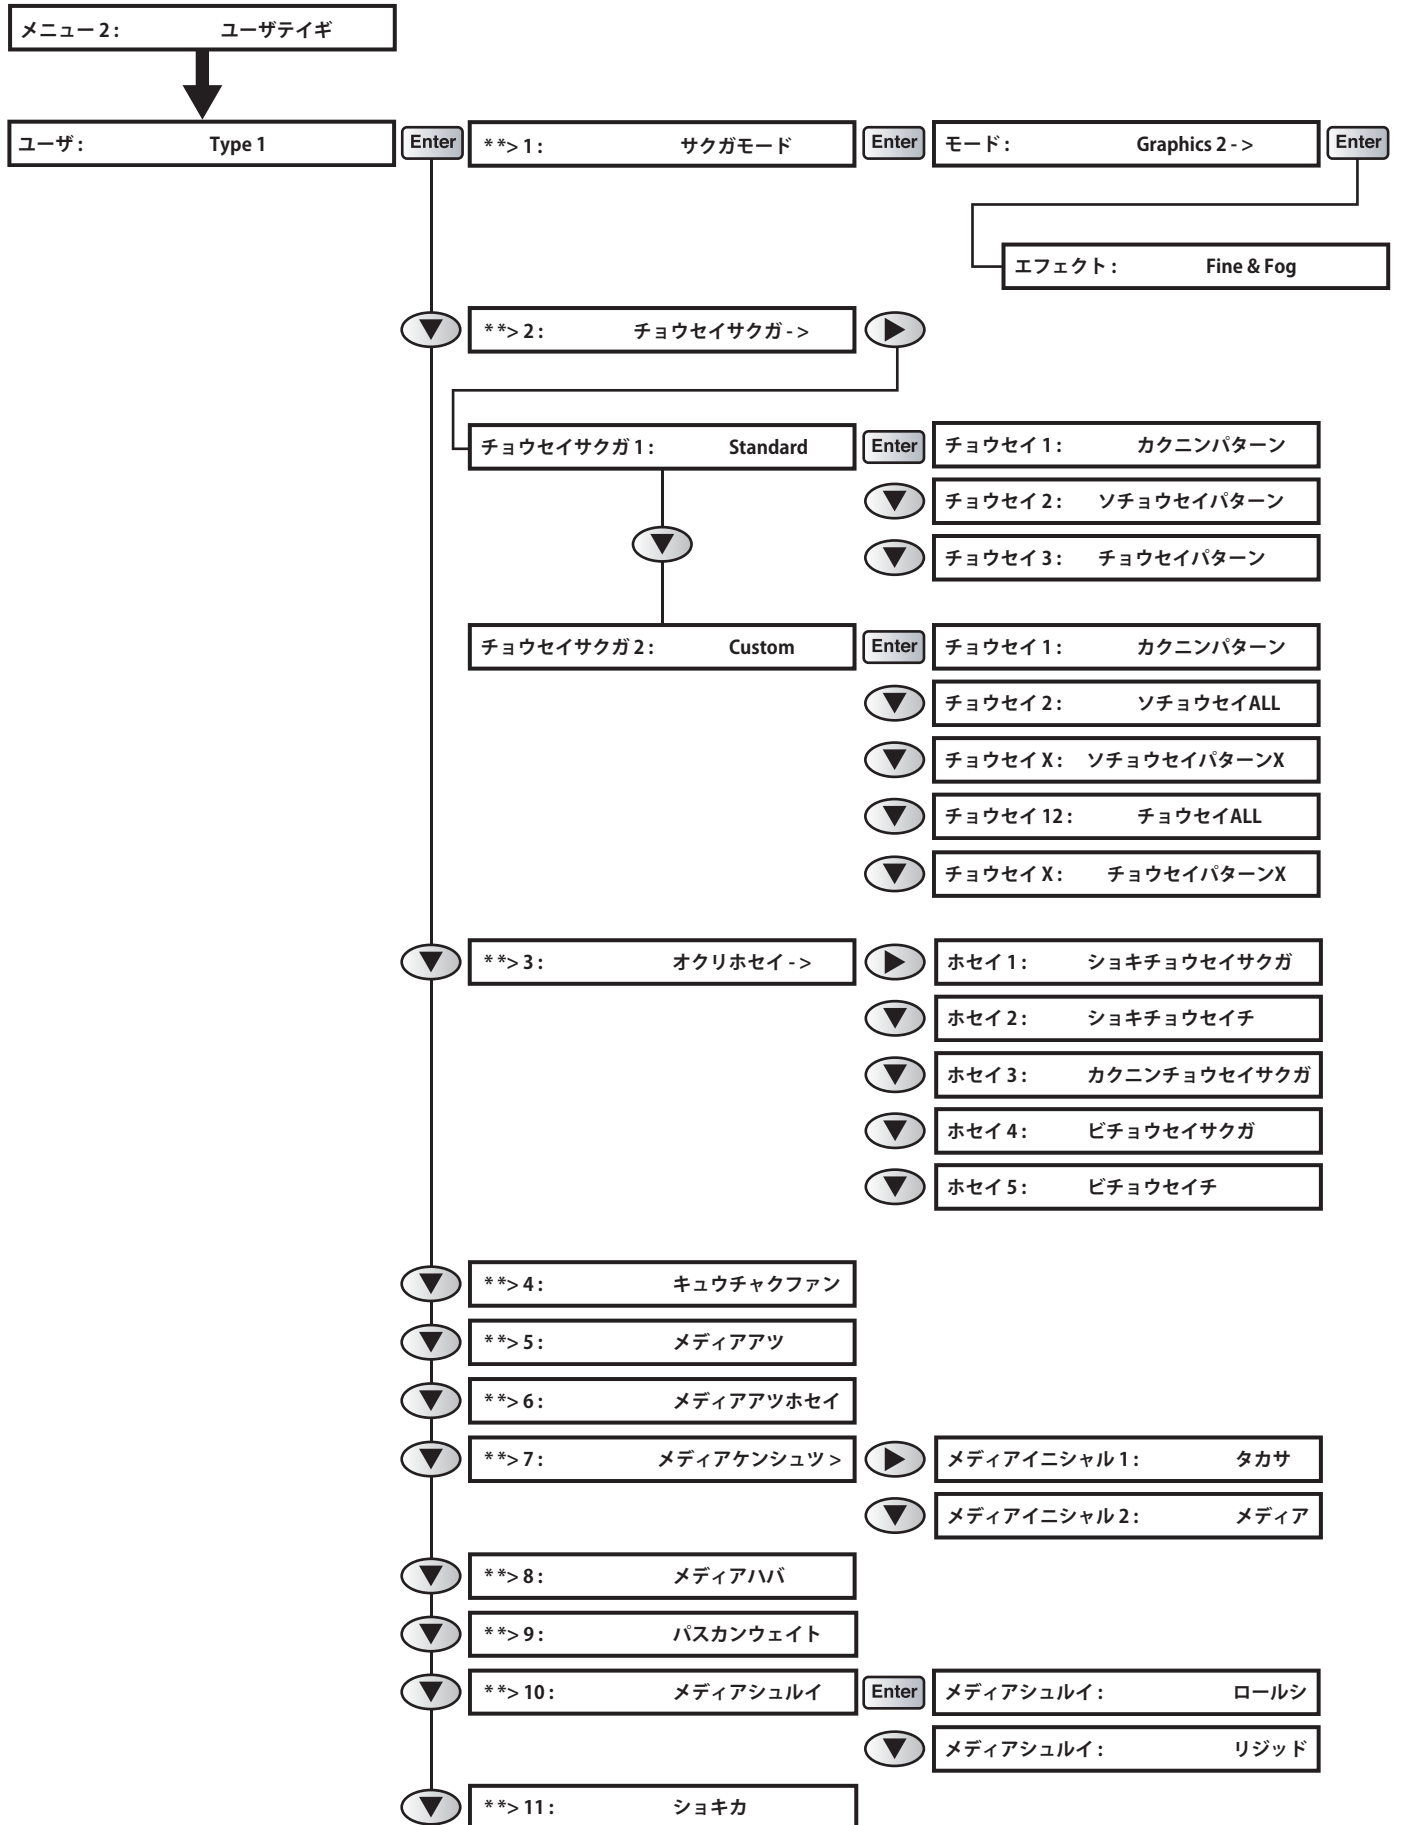 メニュー 2 : ユーザテイギ
ユーザ : Type 1 Enter * *> 1 : サクガモード Enter モード : Graphics 2 - > Enter
エフェクト : Fine & Fog
* *> 2 : チョウセイサクガ - >
チョウセイサクガ 1 : Standard Enter チョウセイ 1 : カクニンパターン
チョウセイ 2 : ソチョウセイパターン
チョウセイ 3 : チョウセイパターン
チョウセイサクガ 2 : Custom Enter チョウセイ 1 : カクニンパターン
チョウセイ 2 : ソチョウセイALL
チョウセイ X : ソチョウセイパターンX
チョウセイ 12 : チョウセイALL
チョウセイ X : チョウセイパターンX
* *> 3 : オクリホセイ - > ホセイ 1 : ショキチョウセイサクガ
ホセイ 2 : ショキチョウセイチ
ホセイ 3 : カクニンチョウセイサクガ
ホセイ 4 : ビチョウセイサクガ
ホセイ 5 : ビチョウセイチ
* *> 4 : キュウチャクファン
* *> 5 : メディアアツ
* *> 6 : メディアアツホセイ
* *> 7 : メディアケンシュツ > メディアイニシャル 1 : タカサ
メディアイニシャル 2 : メディア
* *> 8 : メディアハバ
* *> 9 : パスカンウェイト
* *> 10 : メディアシュルイ Enter メディアシュルイ : ロールシ
メディアシュルイ : リジッド
* *> 11 : ショキカ